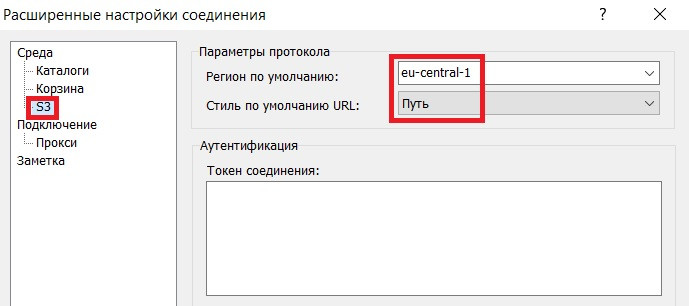 Расширенные настройки соединения
?
Среда
Каталоги
Корзина
S3
Подключение
Прокси
Заметка
Параметры протокола
Регион по умолчанию: eu-central-1
Стиль по умолчанию URL: Путь
Аутентификация
Токен соединения: